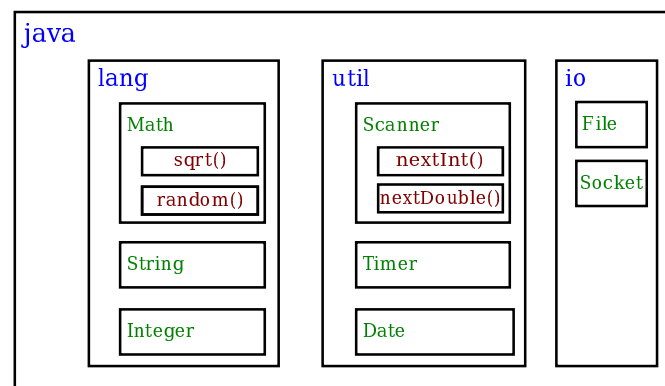 java
lang
Math
sqrt()
random()
String
Integer
util
Scanner
nextInt()
nextDouble()
Timer
Date
io
File
Socket